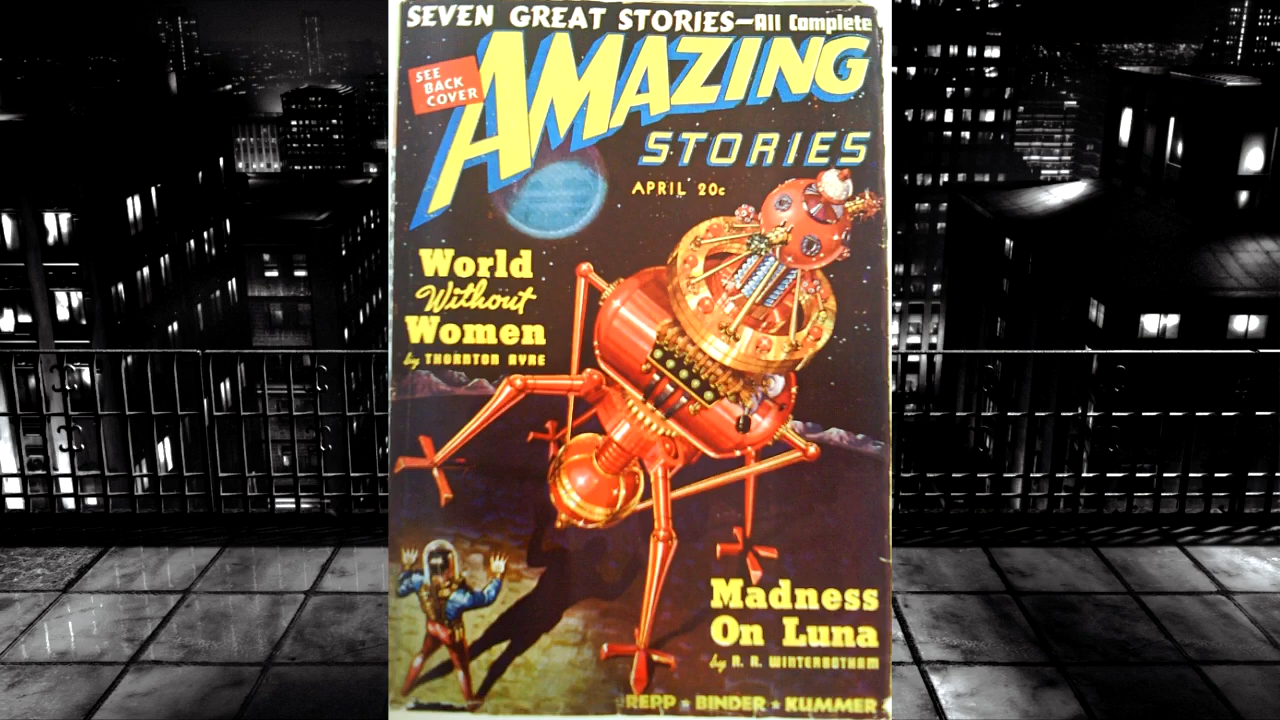 SEVEN GREAT STORIES—All Complete
SEE
BACK
COVER
AMAZING
STORIES
APRIL 20c
World
Without
Women
by THORNTON AYRE
Madness
On Luna
by R. R. WINTERBOTHAM
REPP ★ BINDER ★ KUMMER